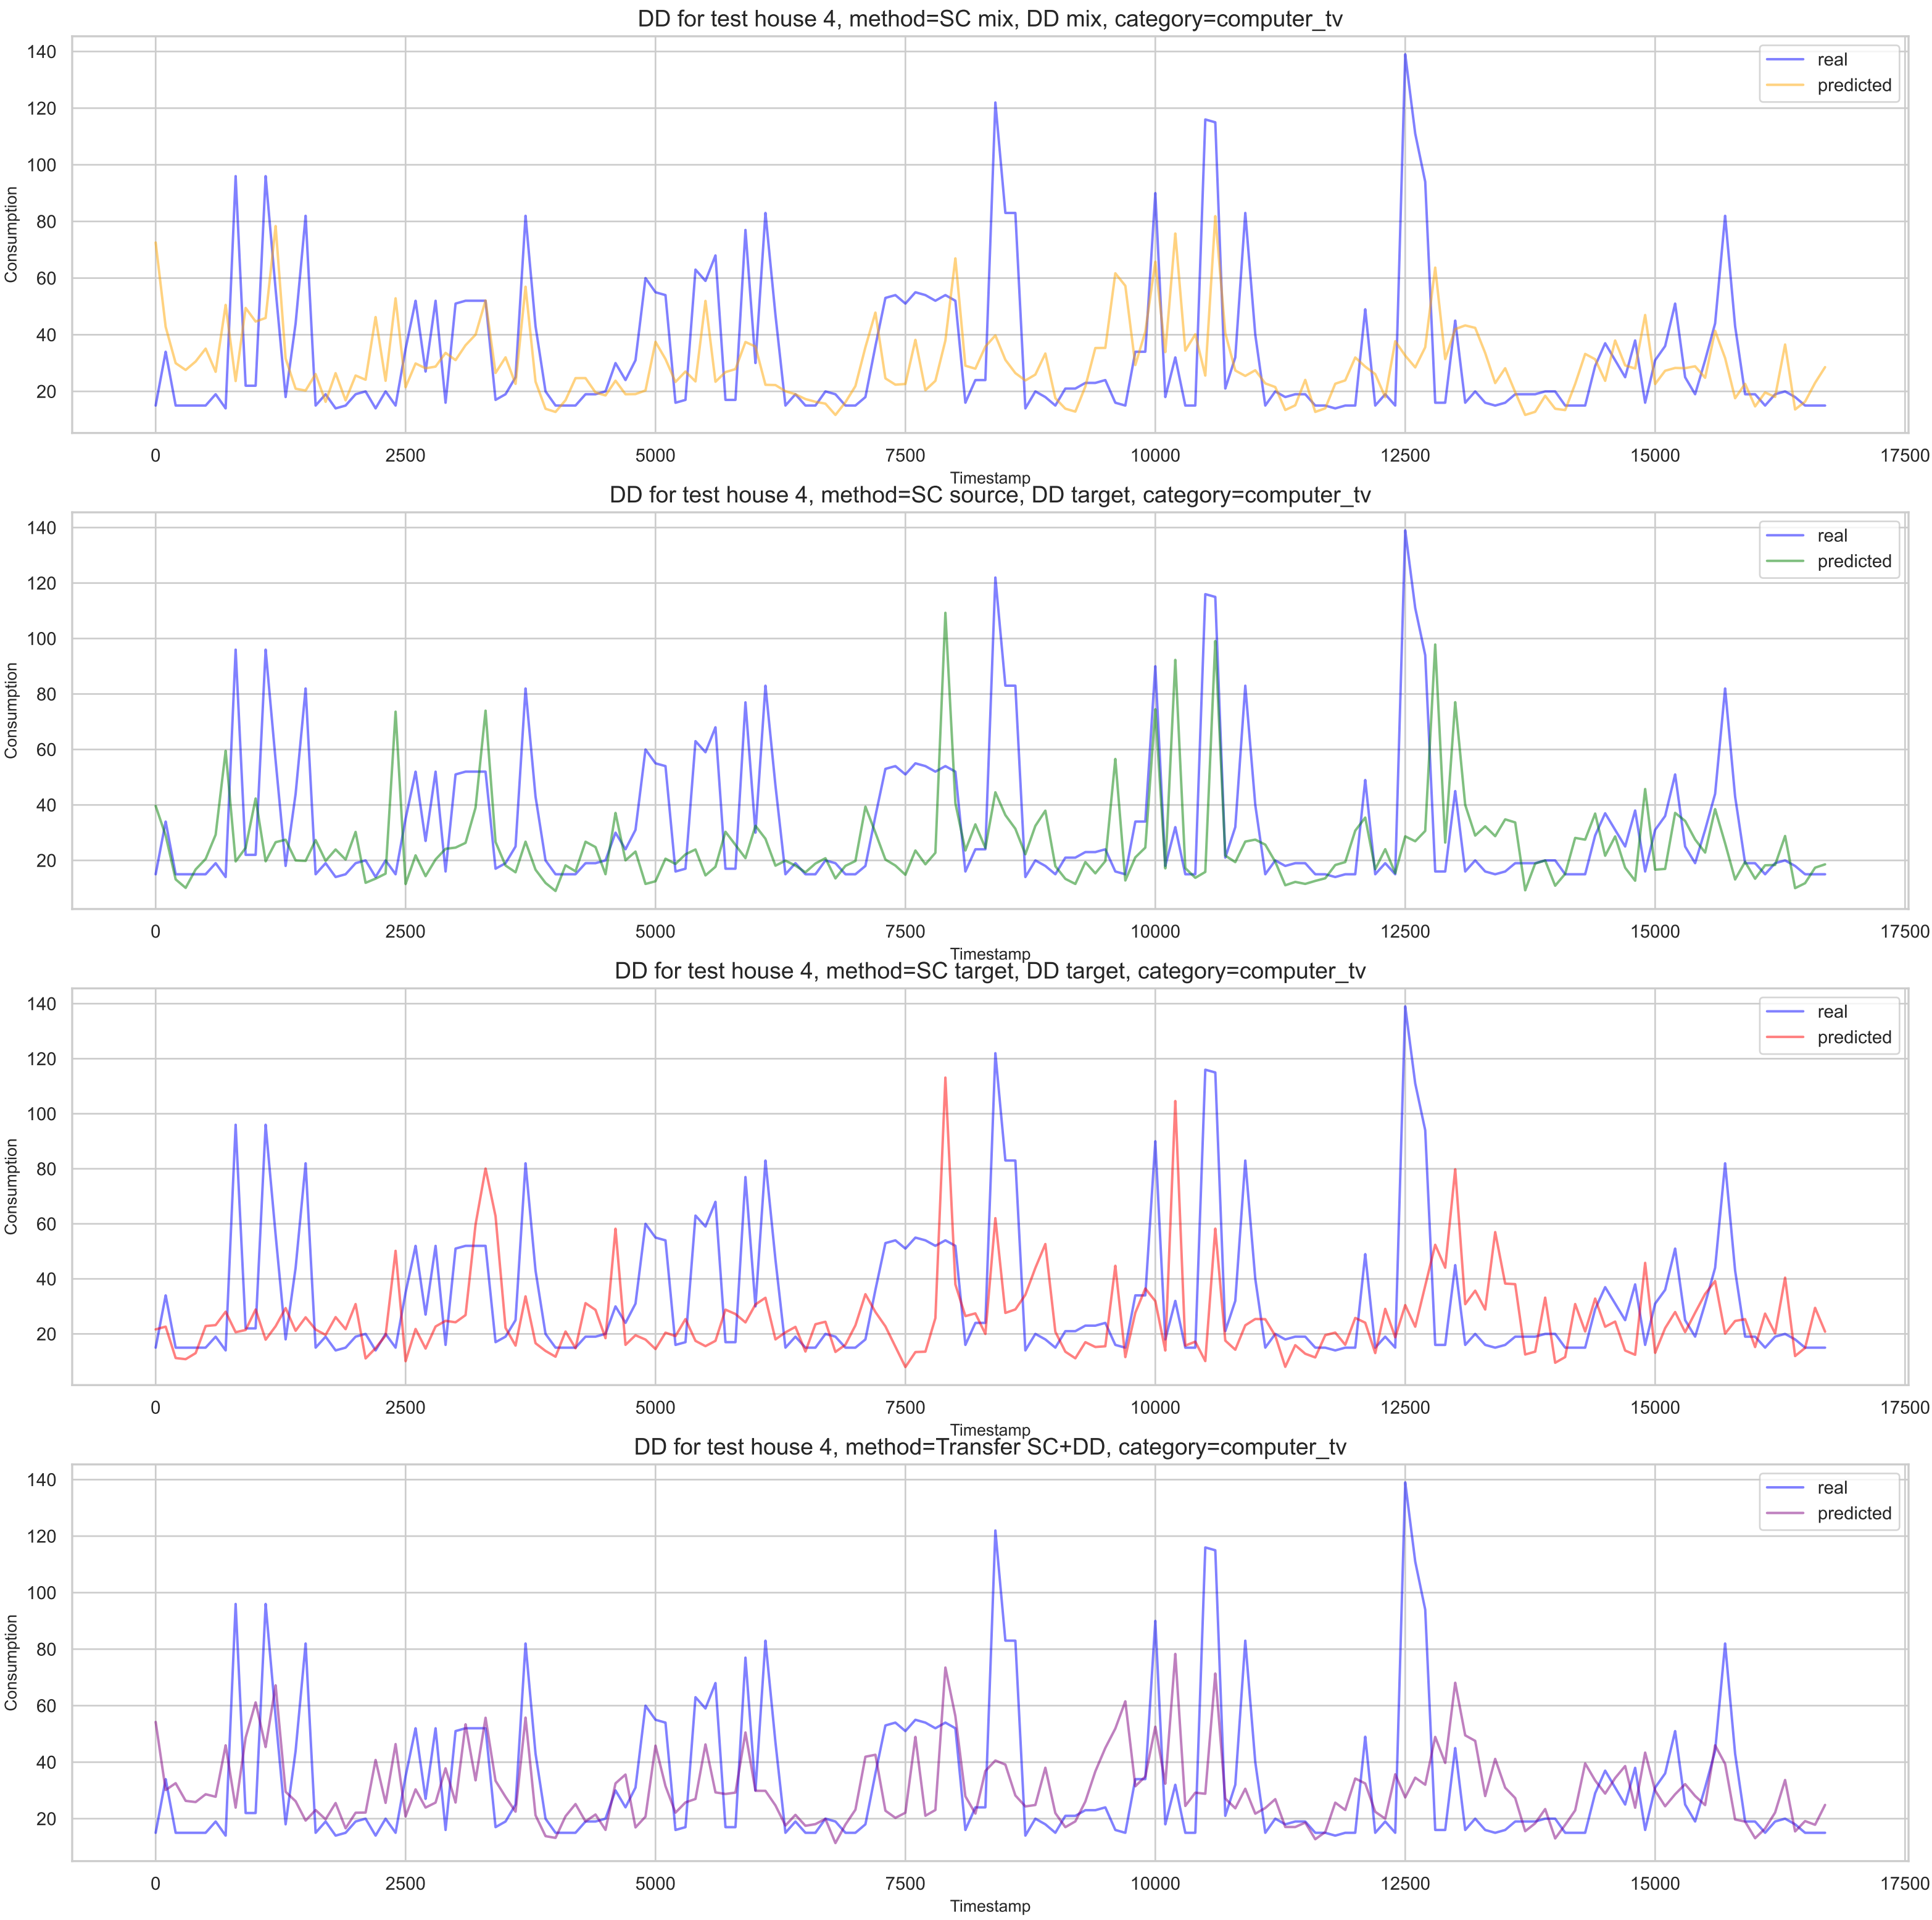 DD for test house 4, method=SC mix, DD mix, category=computer_tv
140
120
100
80
60
40
20
Consumption
real
predicted
0 2500 5000 7500 10000 12500 15000 17500
Timestamp
DD for test house 4, method=SC source, DD target, category=computer_tv
140
120
100
80
60
40
20
Consumption
real
predicted
0 2500 5000 7500 10000 12500 15000 17500
Timestamp
DD for test house 4, method=SC target, DD target, category=computer_tv
140
120
100
80
60
40
20
Consumption
real
predicted
0 2500 5000 7500 10000 12500 15000 17500
Timestamp
DD for test house 4, method=Transfer SC+DD, category=computer_tv
140
120
100
80
60
40
20
Consumption
real
predicted
0 2500 5000 7500 10000 12500 15000 17500
Timestamp